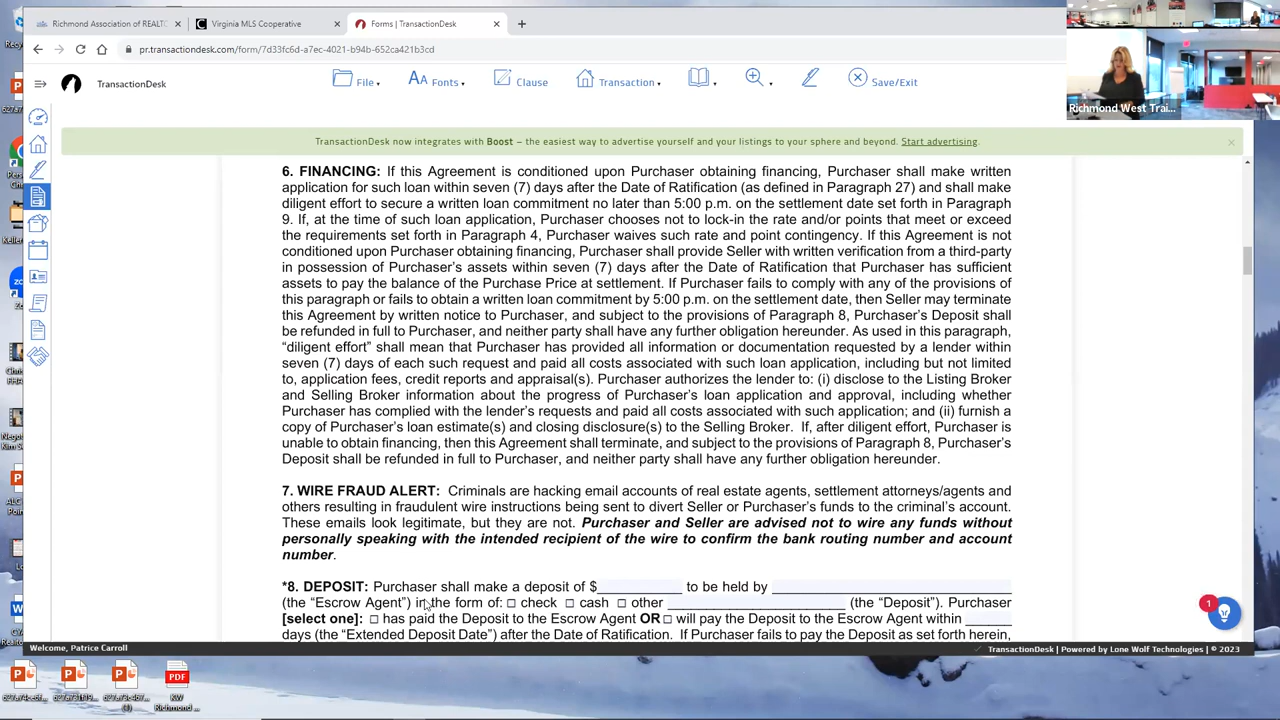 Richmond Association of REALT
Virginia MLS Cooperative
Forms | TransactionDesk
pr.transactiondesk.com/form/7d33fc6d-a7ec-4021-b94b-652ca421b3cd
TransactionDesk
File
Fonts
Clause
Transaction
Save/Exit
Richmond West Trai...
TransactionDesk now integrates with Boost – the easiest way to advertise yourself and your listings to your sphere and beyond. Start advertising.
6. FINANCING: If this Agreement is conditioned upon Purchaser obtaining financing, Purchaser shall make written
application for such loan within seven (7) days after the Date of Ratification (as defined in Paragraph 27) and shall make
diligent effort to secure a written loan commitment no later than 5:00 p.m. on the settlement date set forth in Paragraph
9. If, at the time of such loan application, Purchaser chooses not to lock-in the rate and/or points that meet or exceed
the requirements set forth in Paragraph 4, Purchaser waives such rate and point contingency. If this Agreement is not
conditioned upon Purchaser obtaining financing, Purchaser shall provide Seller with written verification from a third-party
in possession of Purchaser's assets within seven (7) days after the Date of Ratification that Purchaser has sufficient
assets to pay the balance of the Purchase Price at settlement. If Purchaser fails to comply with any of the provisions of
this paragraph or fails to obtain a written loan commitment by 5:00 p.m. on the settlement date, then Seller may terminate
this Agreement by written notice to Purchaser, and subject to the provisions of Paragraph 8, Purchaser's Deposit shall
be refunded in full to Purchaser, and neither party shall have any further obligation hereunder. As used in this paragraph,
“diligent effort” shall mean that Purchaser has provided all information or documentation requested by a lender within
seven (7) days of each such request and paid all costs associated with such loan application, including but not limited
to, application fees, credit reports and appraisal(s). Purchaser authorizes the lender to: (i) disclose to the Listing Broker
and Selling Broker information about the progress of Purchaser's loan application and approval, including whether
Purchaser has complied with the lender's requests and paid all costs associated with such application; and (ii) furnish a
copy of Purchaser's loan estimate(s) and closing disclosure(s) to the Selling Broker. If, after diligent effort, Purchaser is
unable to obtain financing, then this Agreement shall terminate, and subject to the provisions of Paragraph 8, Purchaser's
Deposit shall be refunded in full to Purchaser, and neither party shall have any further obligation hereunder.
7. WIRE FRAUD ALERT: Criminals are hacking email accounts of real estate agents, settlement attorneys/agents and
others resulting in fraudulent wire instructions being sent to divert Seller or Purchaser's funds to the criminal's account.
These emails look legitimate, but they are not. Purchaser and Seller are advised not to wire any funds without
personally speaking with the intended recipient of the wire to confirm the bank routing number and account
number.
*8. DEPOSIT: Purchaser shall make a deposit of $________ to be held by ________
(the “Escrow Agent”) in the form of: ☐ check ☐ cash ☐ other ________ (the “Deposit”). Purchaser
[select one]: ☐ has paid the Deposit to the Escrow Agent OR ☐ will pay the Deposit to the Escrow Agent within ______
days (the “Extended Deposit Date”) after the Date of Ratification. If Purchaser fails to pay the Deposit as set forth herein,
1
Welcome, Patrice Carroll
TransactionDesk | Powered by Lone Wolf Technologies | © 2023
KW
Richmond ...